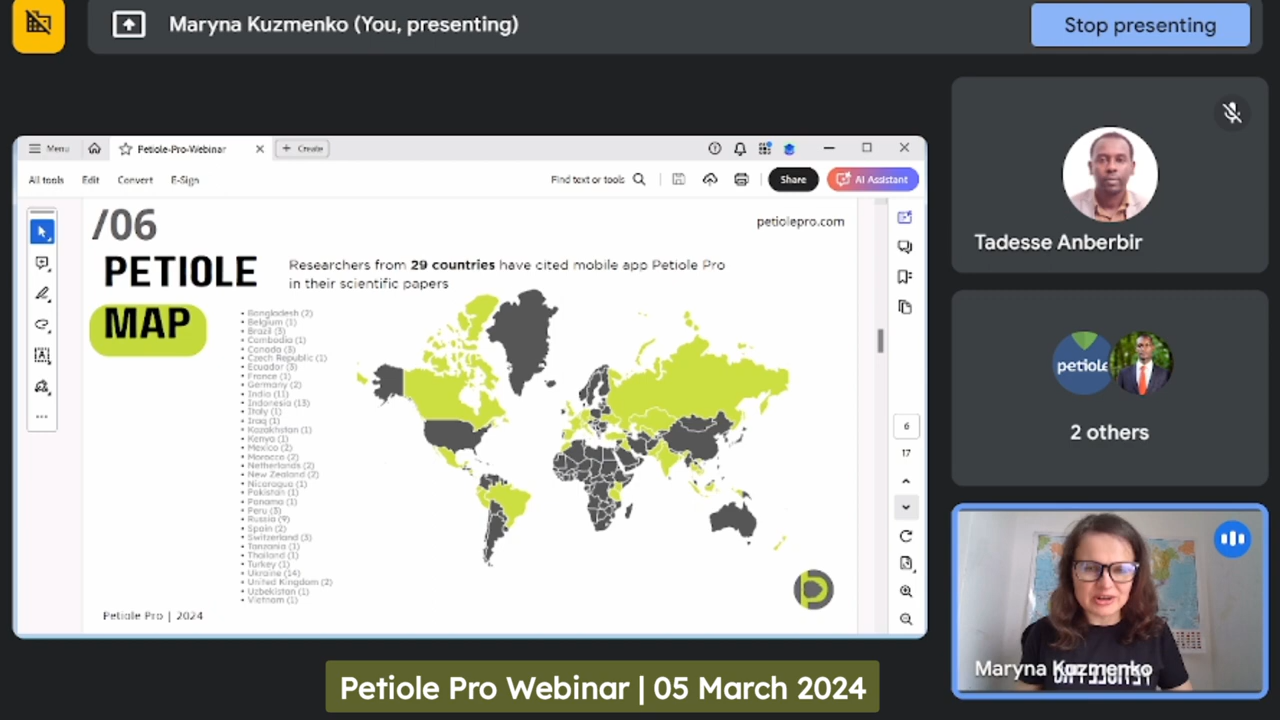 Maryna Kuzmenko (You, presenting)
Stop presenting
Menu
Petiole-Pro-Webinar
Create
All tools
Edit
Convert
E-Sign
Find text or tools
Share
AI Assistant
/06
petiolepro.com
PETIOLE
MAP
Researchers from 29 countries have cited mobile app Petiole Pro
in their scientific papers
• Bangladesh (2)
• Belgium (1)
• Brazil (3)
• Cambodia (1)
• Canada (3)
• Czech Republic (1)
• Ecuador (3)
• France (1)
• Germany (2)
• India (11)
• Indonesia (13)
• Italy (1)
• Iraq (1)
• Kazakhstan (1)
• Kenya (1)
• Mexico (2)
• Morocco (2)
• Netherlands (2)
• New Zealand (2)
• Nicaragua (1)
• Pakistan (1)
• Panama (1)
• Peru (3)
• Russia (9)
• Spain (2)
• Switzerland (3)
• Tanzania (1)
• Thailand (1)
• Turkey (1)
• Ukraine (14)
• United Kingdom (2)
• Uzbekistan (1)
• Vietnam (1)
Petiole Pro | 2024
6
17
Tadesse Anberbir
petiole
2 others
Maryna Kuzmenko
Petiole Pro Webinar | 05 March 2024